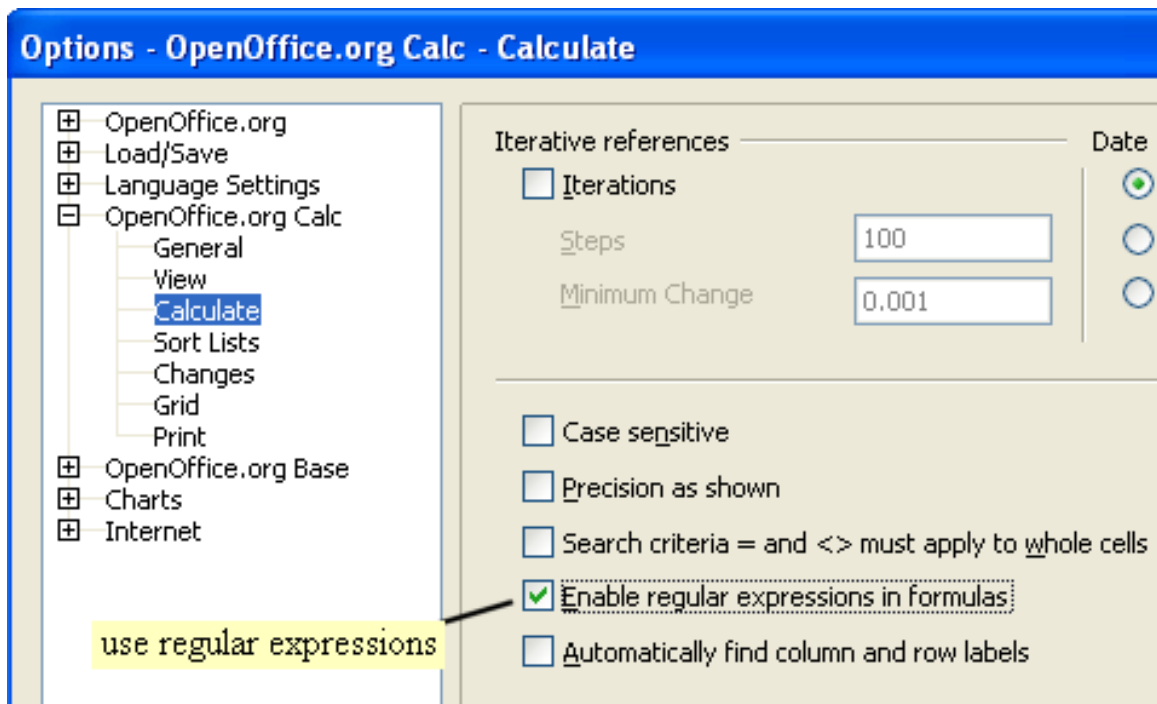 Options - OpenOffice.org Calc - Calculate
OpenOffice.org
Load/Save
Language Settings
OpenOffice.org Calc
General
View
Calculate
Sort Lists
Changes
Grid
Print
OpenOffice.org Base
Charts
Internet
Iterative references
Date
Iterations
Steps
100
Minimum Change
0.001
Case sensitive
Precision as shown
Search criteria = and <> must apply to whole cells
Enable regular expressions in formulas
use regular expressions
Automatically find column and row labels